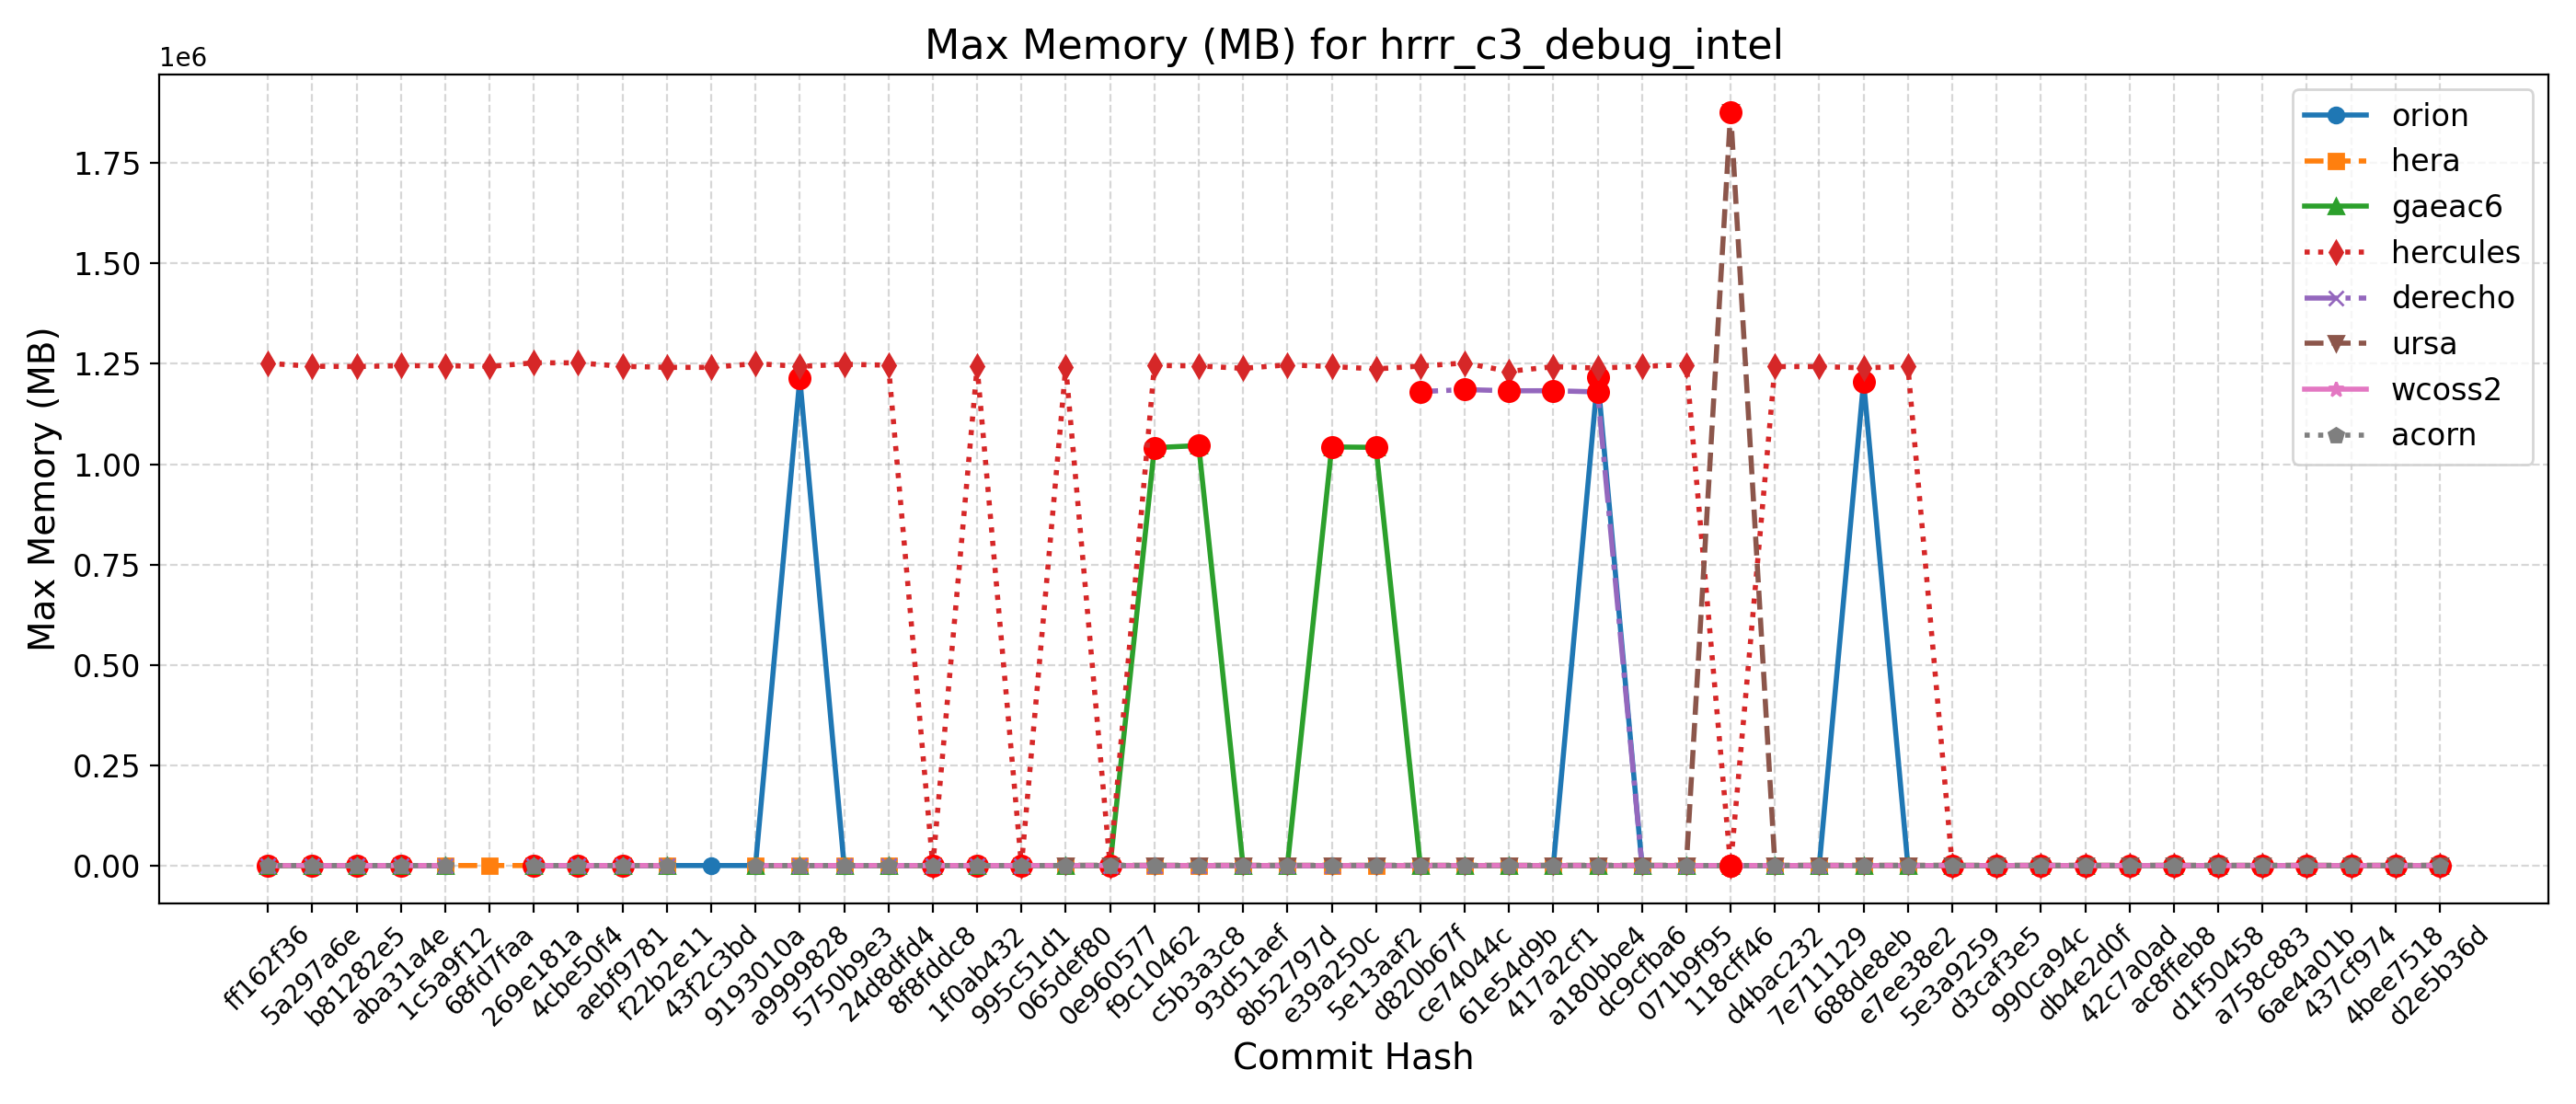 Max Memory (MB) for hrrr_c3_debug_intel
1e6
1.75
1.50
1.25
1.00
0.75
0.50
0.25
0.00
Max Memory (MB)
orion
hera
gaeac6
hercules
derecho
ursa
wcoss2
acorn
ff162f36
5a297a6e
b81282e5
aba31a4e
1c5a9f12
68fd7faa
269e181a
4cbe50f4
aebf9781
f22b2e11
43f2c3bd
9193010a
a9999828
5750b9e3
24d8dfd4
8f8fddc8
1f0ab432
995c51d1
065def80
0e960577
f9c10462
c5b3a3c8
93d51aef
8b52797d
e39a250c
5e13aaf2
d820b67f
ce74044c
61e54d9b
417a2cf1
a180bbe4
dc9cfba6
071b9f95
118cff46
d4bac232
7e711129
688de8eb
e7ee38e2
5e3a9259
d3caf3e5
990ca94c
db4e2d0f
42c7a0ad
ac8ffeb8
d1f50458
a758c883
6ae4a01b
437cf974
4bee7518
d2e5b36d
Commit Hash